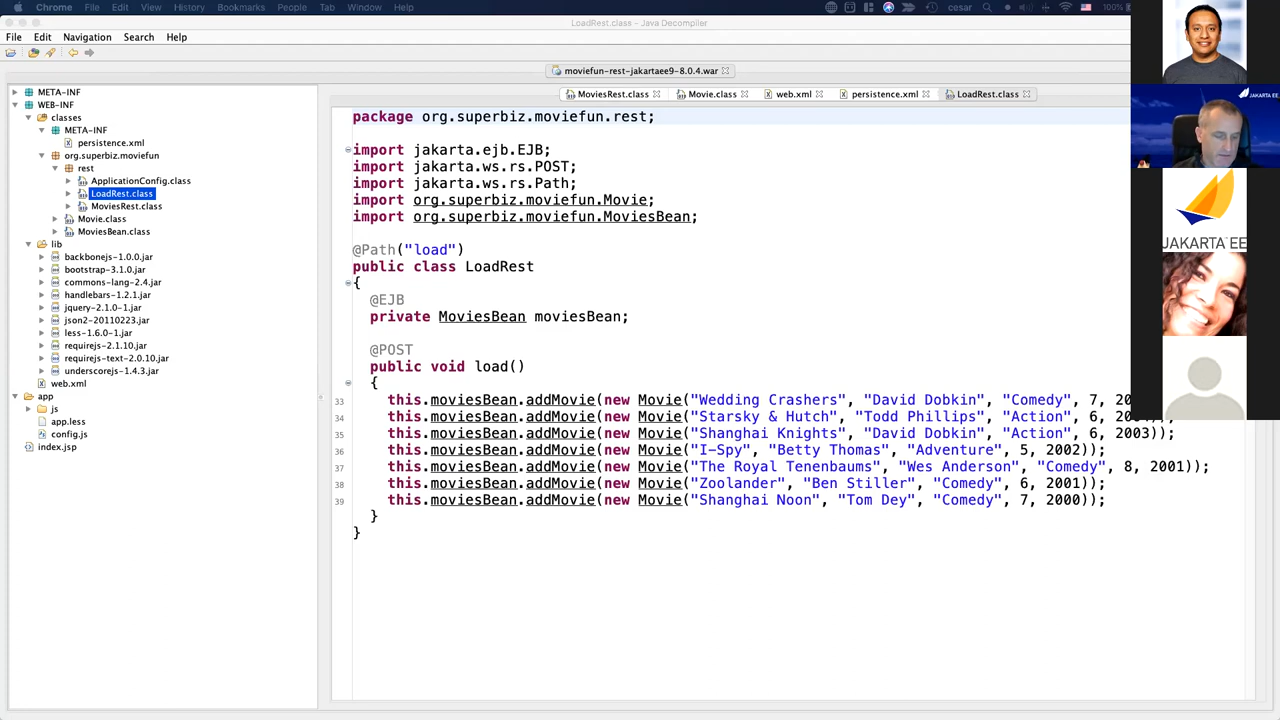 Chrome File Edit View History Bookmarks People Tab Window Help cesar 100%
LoadRest.class - Java Decompiler
File Edit Navigation Search Help
moviefun-rest-jakartaee9-8.0.4.war
MoviesRest.class Movie.class web.xml persistence.xml LoadRest.class
META-INF
WEB-INF
classes
META-INF
persistence.xml
org.superbiz.moviefun
rest
ApplicationConfig.class
LoadRest.class
MoviesRest.class
Movie.class
MoviesBean.class
lib
backbonejs-1.0.0.jar
bootstrap-3.1.0.jar
commons-lang-2.4.jar
handlebars-1.2.1.jar
jquery-2.1.0-1.jar
json2-20110223.jar
less-1.6.0-1.jar
requirejs-2.1.10.jar
requirejs-text-2.0.10.jar
underscorejs-1.4.3.jar
web.xml
app
js
app.less
config.js
index.jsp
package org.superbiz.moviefun.rest;
import jakarta.ejb.EJB;
import jakarta.ws.rs.POST;
import jakarta.ws.rs.Path;
import org.superbiz.moviefun.Movie;
import org.superbiz.moviefun.MoviesBean;
@Path("load")
public class LoadRest
{
@EJB
private MoviesBean moviesBean;
@POST
public void load()
{
33 this.moviesBean.addMovie(new Movie("Wedding Crashers", "David Dobkin", "Comedy", 7, 20
34 this.moviesBean.addMovie(new Movie("Starsky & Hutch", "Todd Phillips", "Action", 6,
35 this.moviesBean.addMovie(new Movie("Shanghai Knights", "David Dobkin", "Action", 6, 2003));
36 this.moviesBean.addMovie(new Movie("I-Spy", "Betty Thomas", "Adventure", 5, 2002));
37 this.moviesBean.addMovie(new Movie("The Royal Tenenbaums", "Wes Anderson", "Comedy", 8, 2001));
38 this.moviesBean.addMovie(new Movie("Zoolander", "Ben Stiller", "Comedy", 6, 2001));
39 this.moviesBean.addMovie(new Movie("Shanghai Noon", "Tom Dey", "Comedy", 7, 2000));
}
}
JAKARTA EE
JAKARTA EE